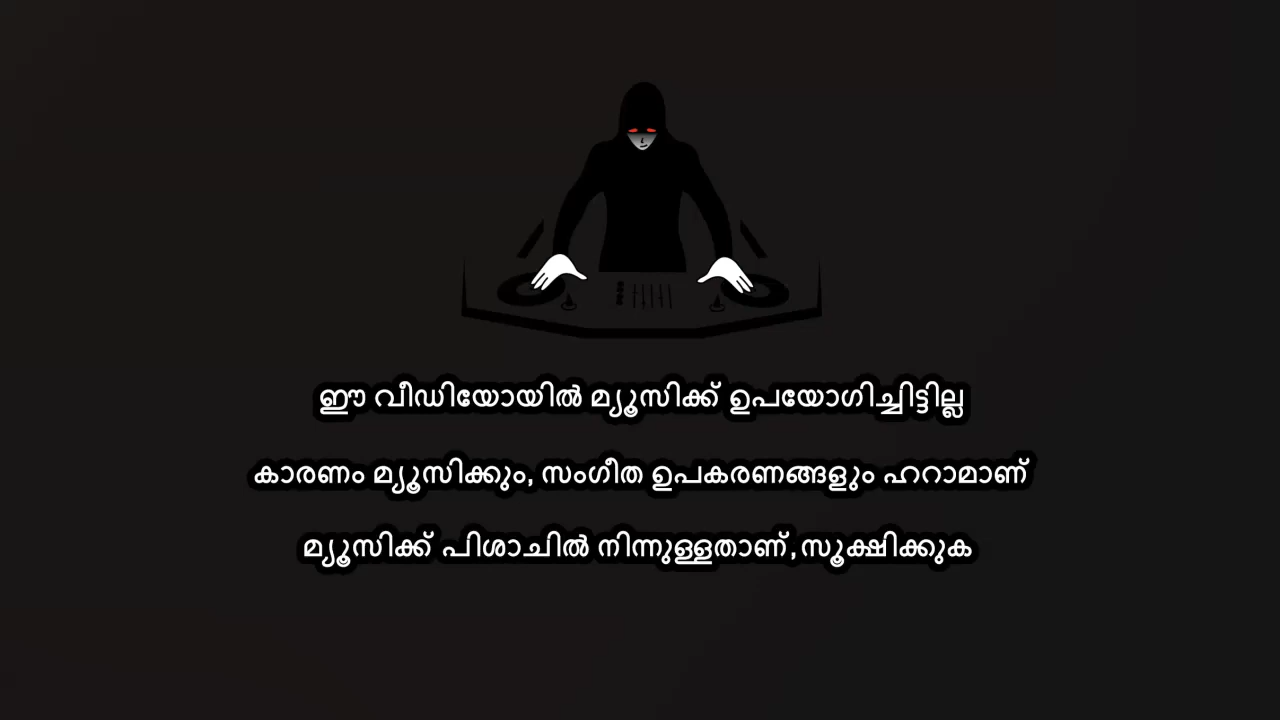 ഈ വീഡിയോയിൽ മ്യൂസിക്ക് ഉപയോഗിച്ചിട്ടില്ല
കാരണം മ്യൂസിക്കും, സംഗീത ഉപകരണങ്ങളും ഹറാമാണ്
മ്യൂസിക്ക് പിശാചിൽ നിന്നുള്ളതാണ്,സൂക്ഷിക്കുക